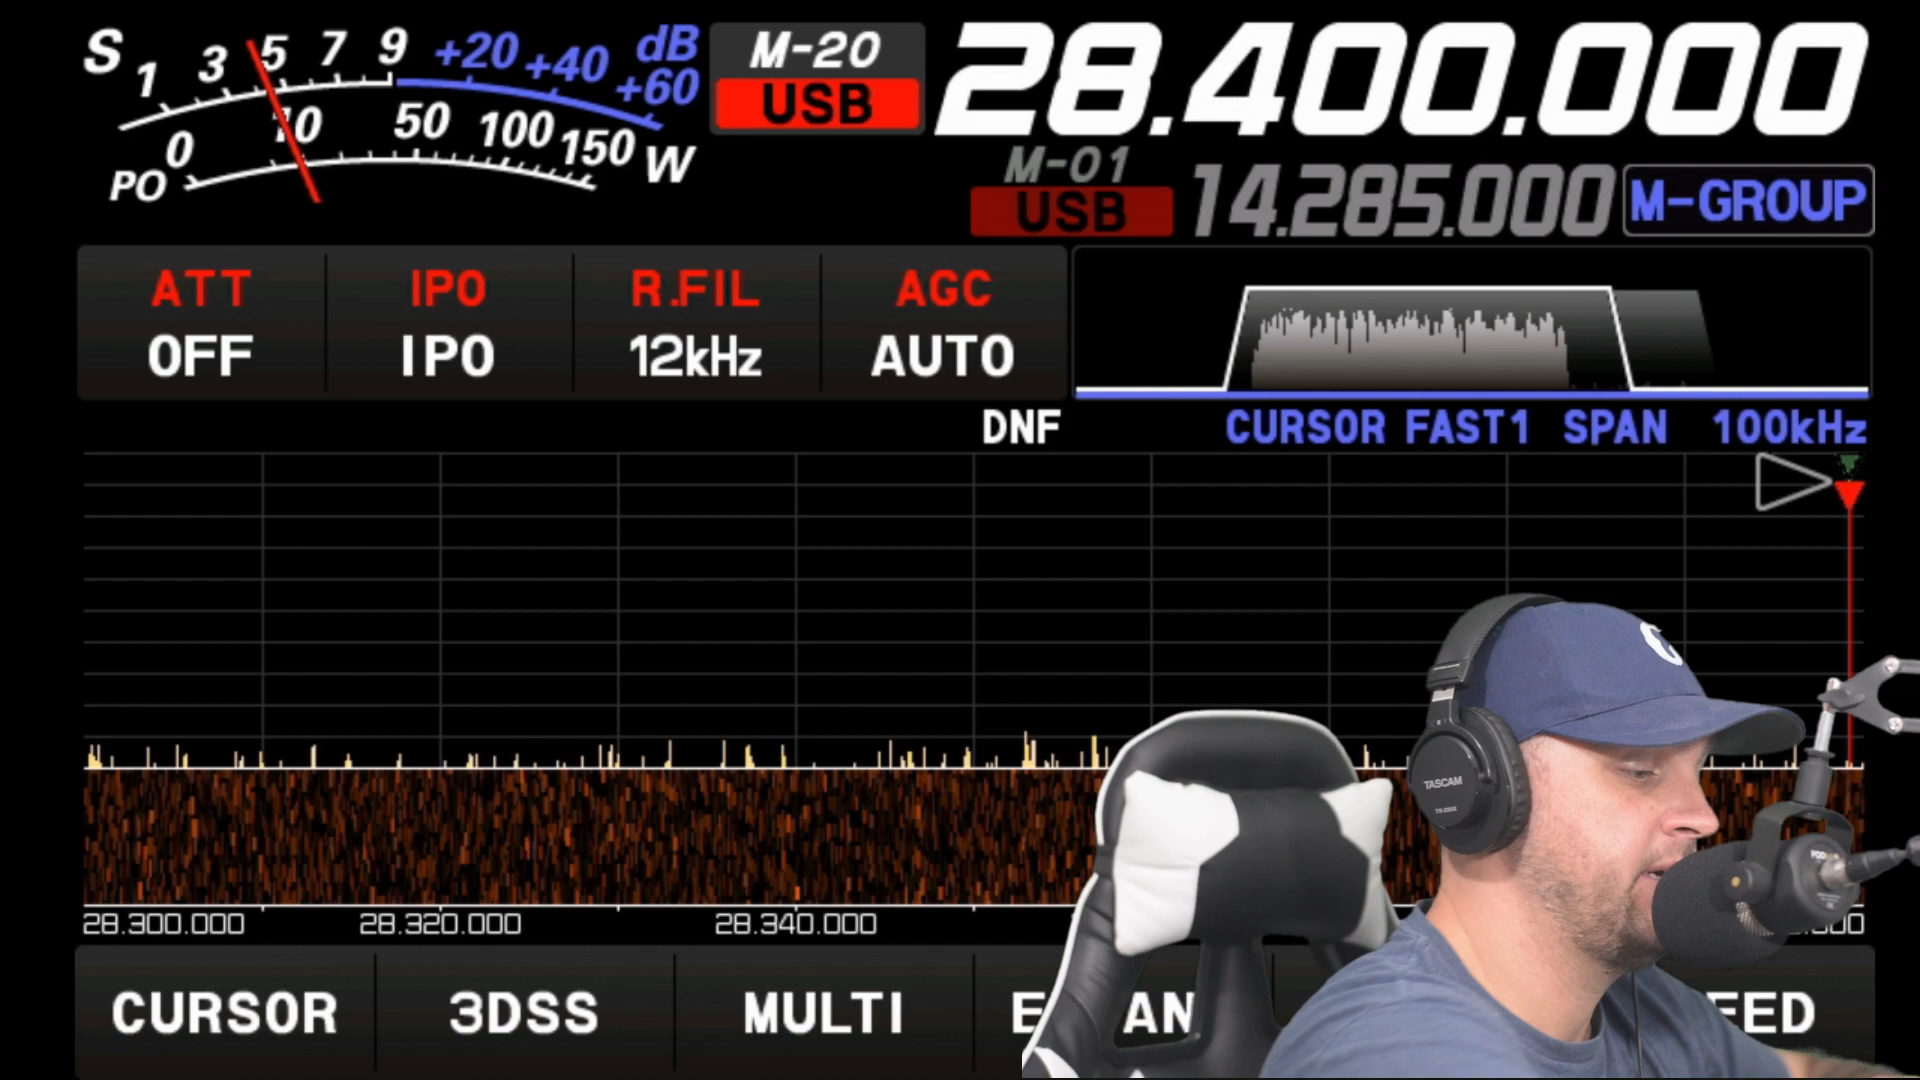 S 1 3 5 7 9 +20 +40 +60 dB
PO 0 10 50 100 150 W
M-20
USB
28.400.000
M-01
USB
14.285.000
M-GROUP
ATT IPO R.FIL AGC
OFF IPO 12kHz AUTO
DNF CURSOR FAST1 SPAN 100kHz
28.300.000 28.320.000 28.340.000
CURSOR 3DSS MULTI
TASCAM